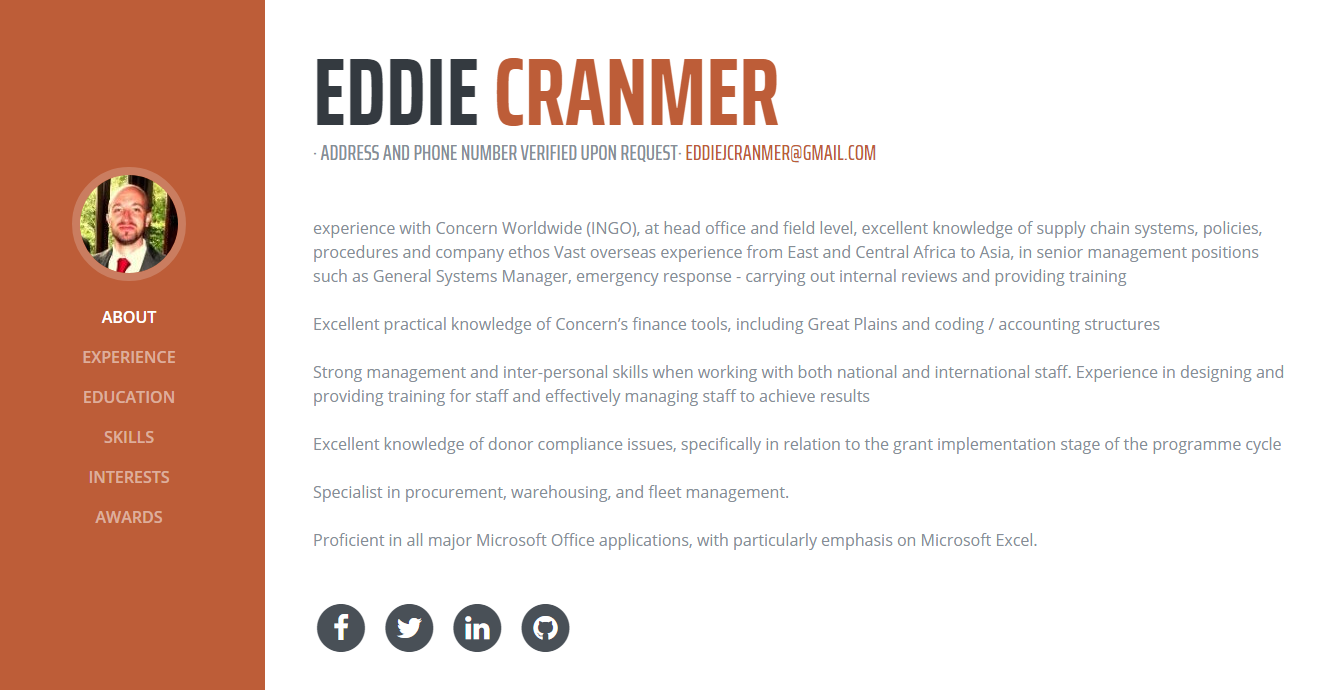 ABOUT
EXPERIENCE
EDUCATION
SKILLS
INTERESTS
AWARDS
EDDIE CRANMER
· ADDRESS AND PHONE NUMBER VERIFIED UPON REQUEST· EDDIEJCRANMER@GMAIL.COM
experience with Concern Worldwide (INGO), at head office and field level, excellent knowledge of supply chain systems, policies,
procedures and company ethos Vast overseas experience from East and Central Africa to Asia, in senior management positions
such as General Systems Manager, emergency response - carrying out internal reviews and providing training
Excellent practical knowledge of Concern’s finance tools, including Great Plains and coding / accounting structures
Strong management and inter-personal skills when working with both national and international staff. Experience in designing and
providing training for staff and effectively managing staff to achieve results
Excellent knowledge of donor compliance issues, specifically in relation to the grant implementation stage of the programme cycle
Specialist in procurement, warehousing, and fleet management.
Proficient in all major Microsoft Office applications, with particularly emphasis on Microsoft Excel.